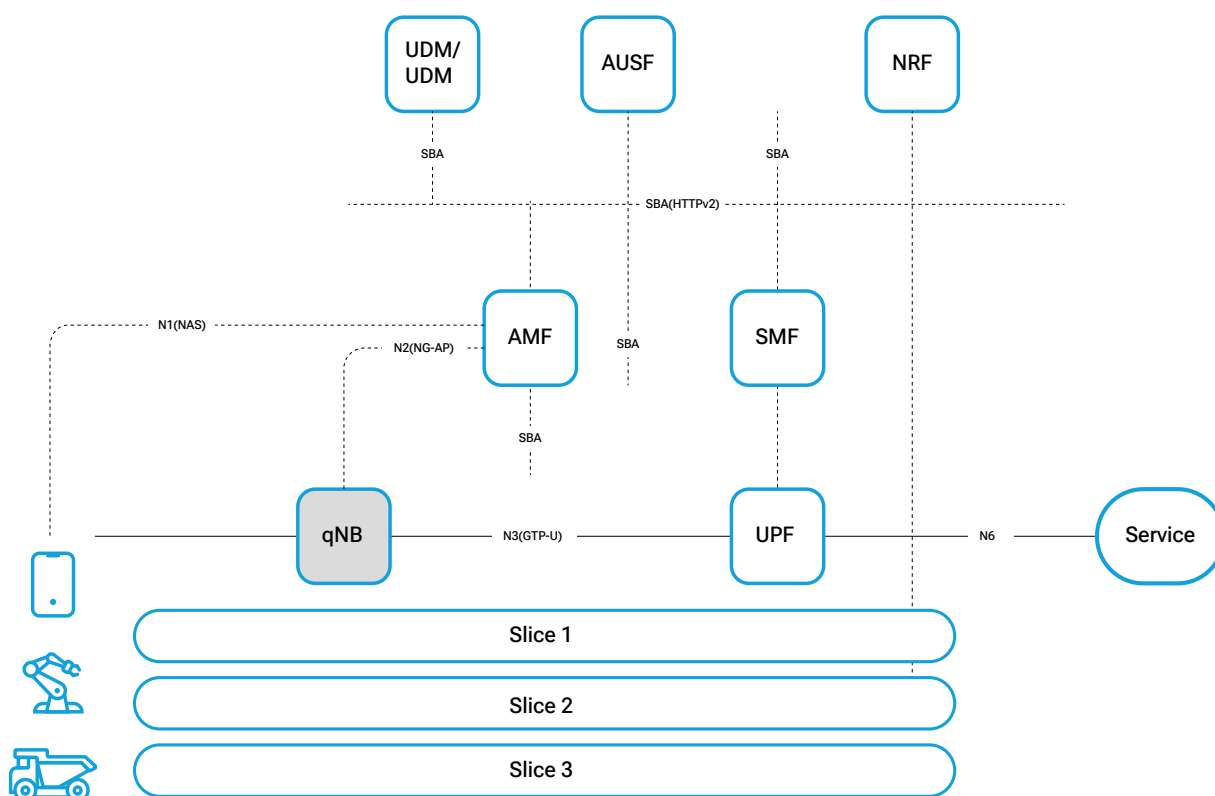 UDM/
UDM
AUSF
NRF
SBA
SBA
SBA(HTTPv2)
N1(NAS)
AMF
SMF
N2(NG-AP)
SBA
SBA
qNB
N3(GTP-U)
UPF
N6
Service
Slice 1
Slice 2
Slice 3